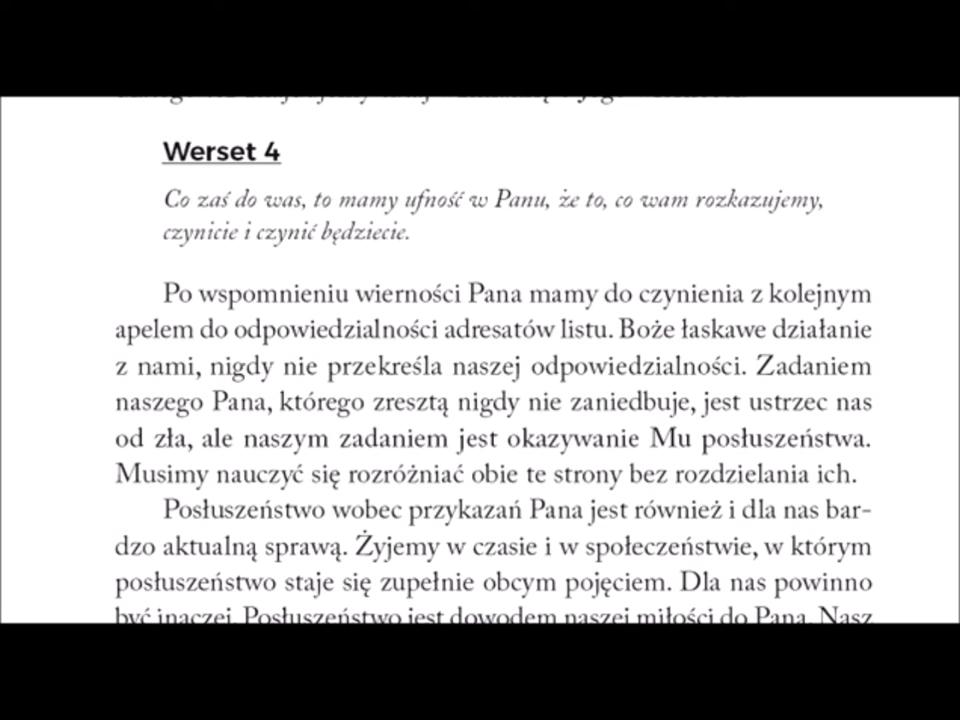 Werset 4
Co zaś do was, to mamy ufność w Panu, że to, co wam rozkazujemy,
czynicie i czynić będziecie.
Po wspomnieniu wierności Pana mamy do czynienia z kolejnym
apelem do odpowiedzialności adresatów listu. Boże łaskawe działanie
z nami, nigdy nie przekreśla naszej odpowiedzialności. Zadaniem
naszego Pana, którego zresztą nigdy nie zaniedbuje, jest ustrzec nas
od zła, ale naszym zadaniem jest okazywanie Mu posłuszeństwa.
Musimy nauczyć się rozróżniać obie te strony bez rozdzielania ich.
Posłuszeństwo wobec przykazań Pana jest również i dla nas bar-
dzo aktualną sprawą. Żyjemy w czasie i w społeczeństwie, w którym
posłuszeństwo staje się zupełnie obcym pojęciem. Dla nas powinno
być inaczej. Posłuszeństwo jest dowodem naszej miłości do Pana. Nasz